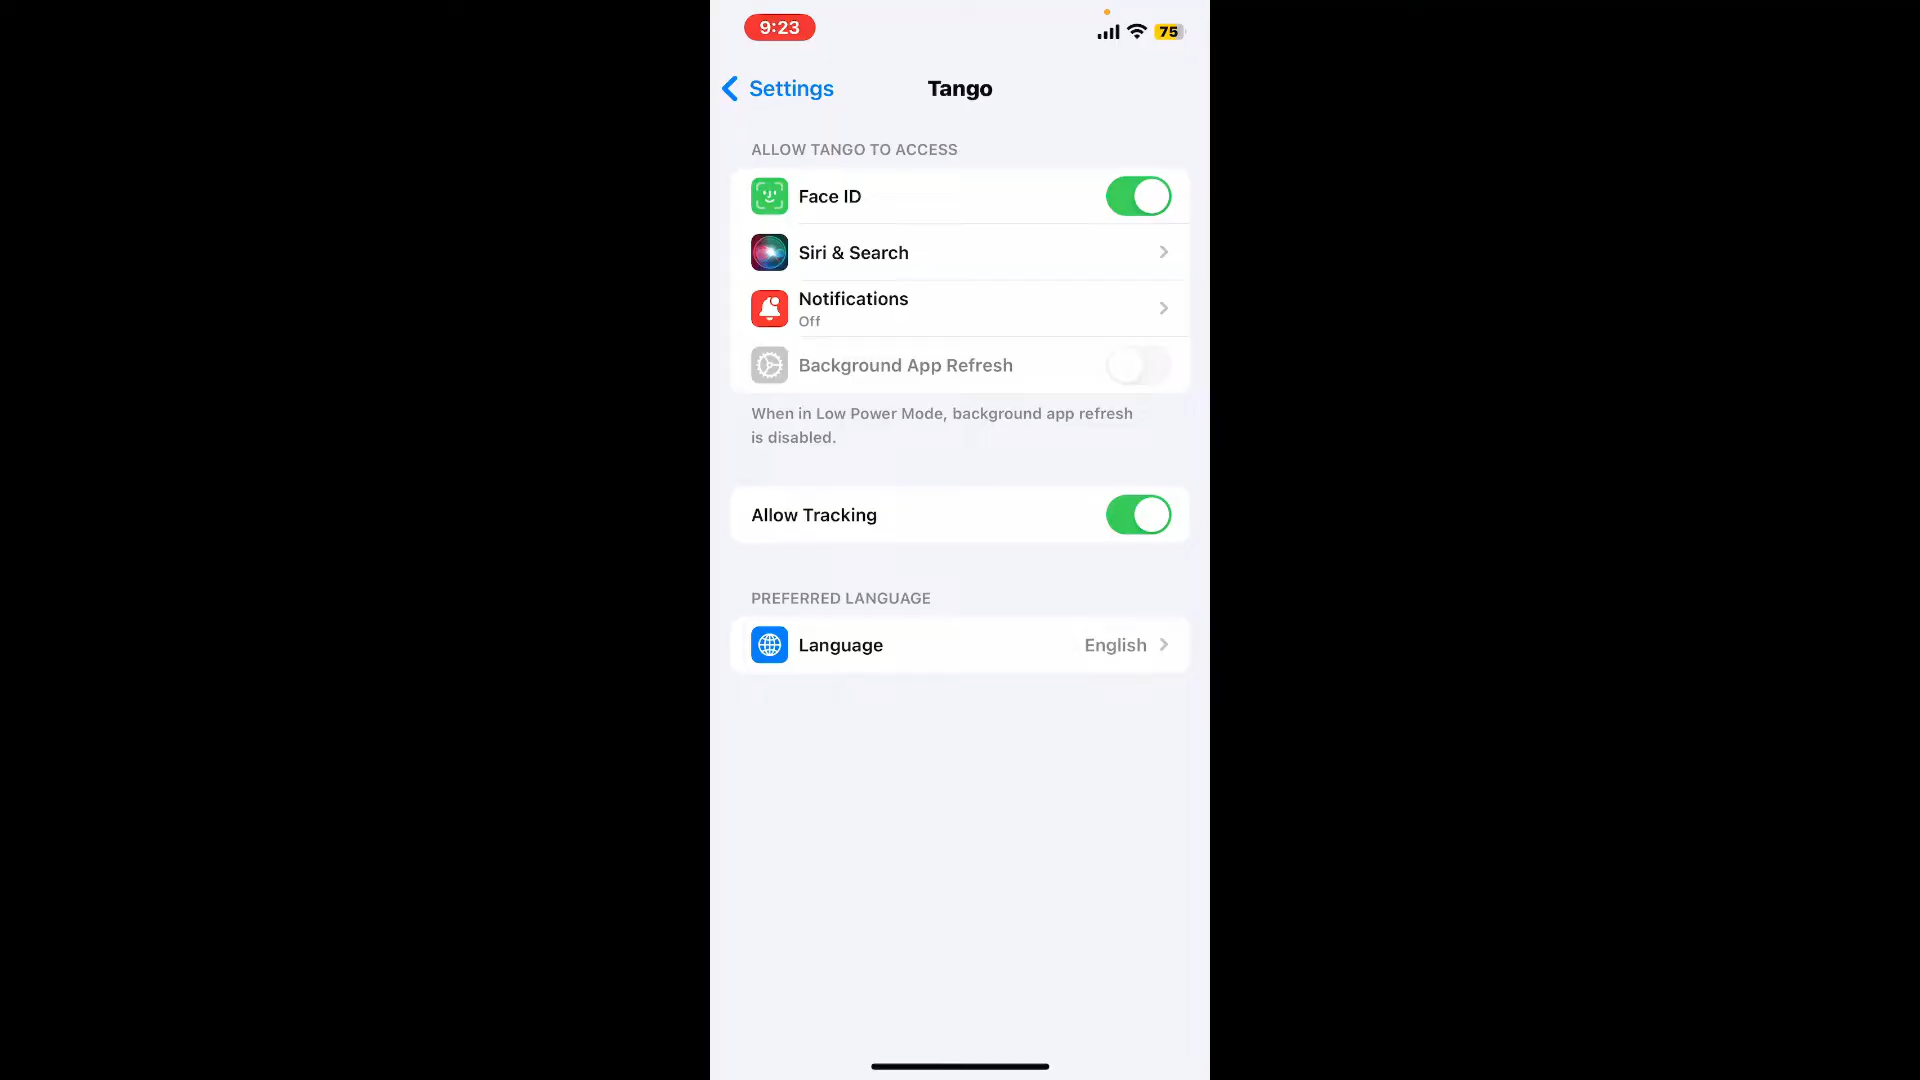 9:23
75
Settings
Tango
ALLOW TANGO TO ACCESS
Face ID
Siri & Search
Notifications
Off
Background App Refresh
When in Low Power Mode, background app refresh
is disabled.
Allow Tracking
PREFERRED LANGUAGE
Language
English